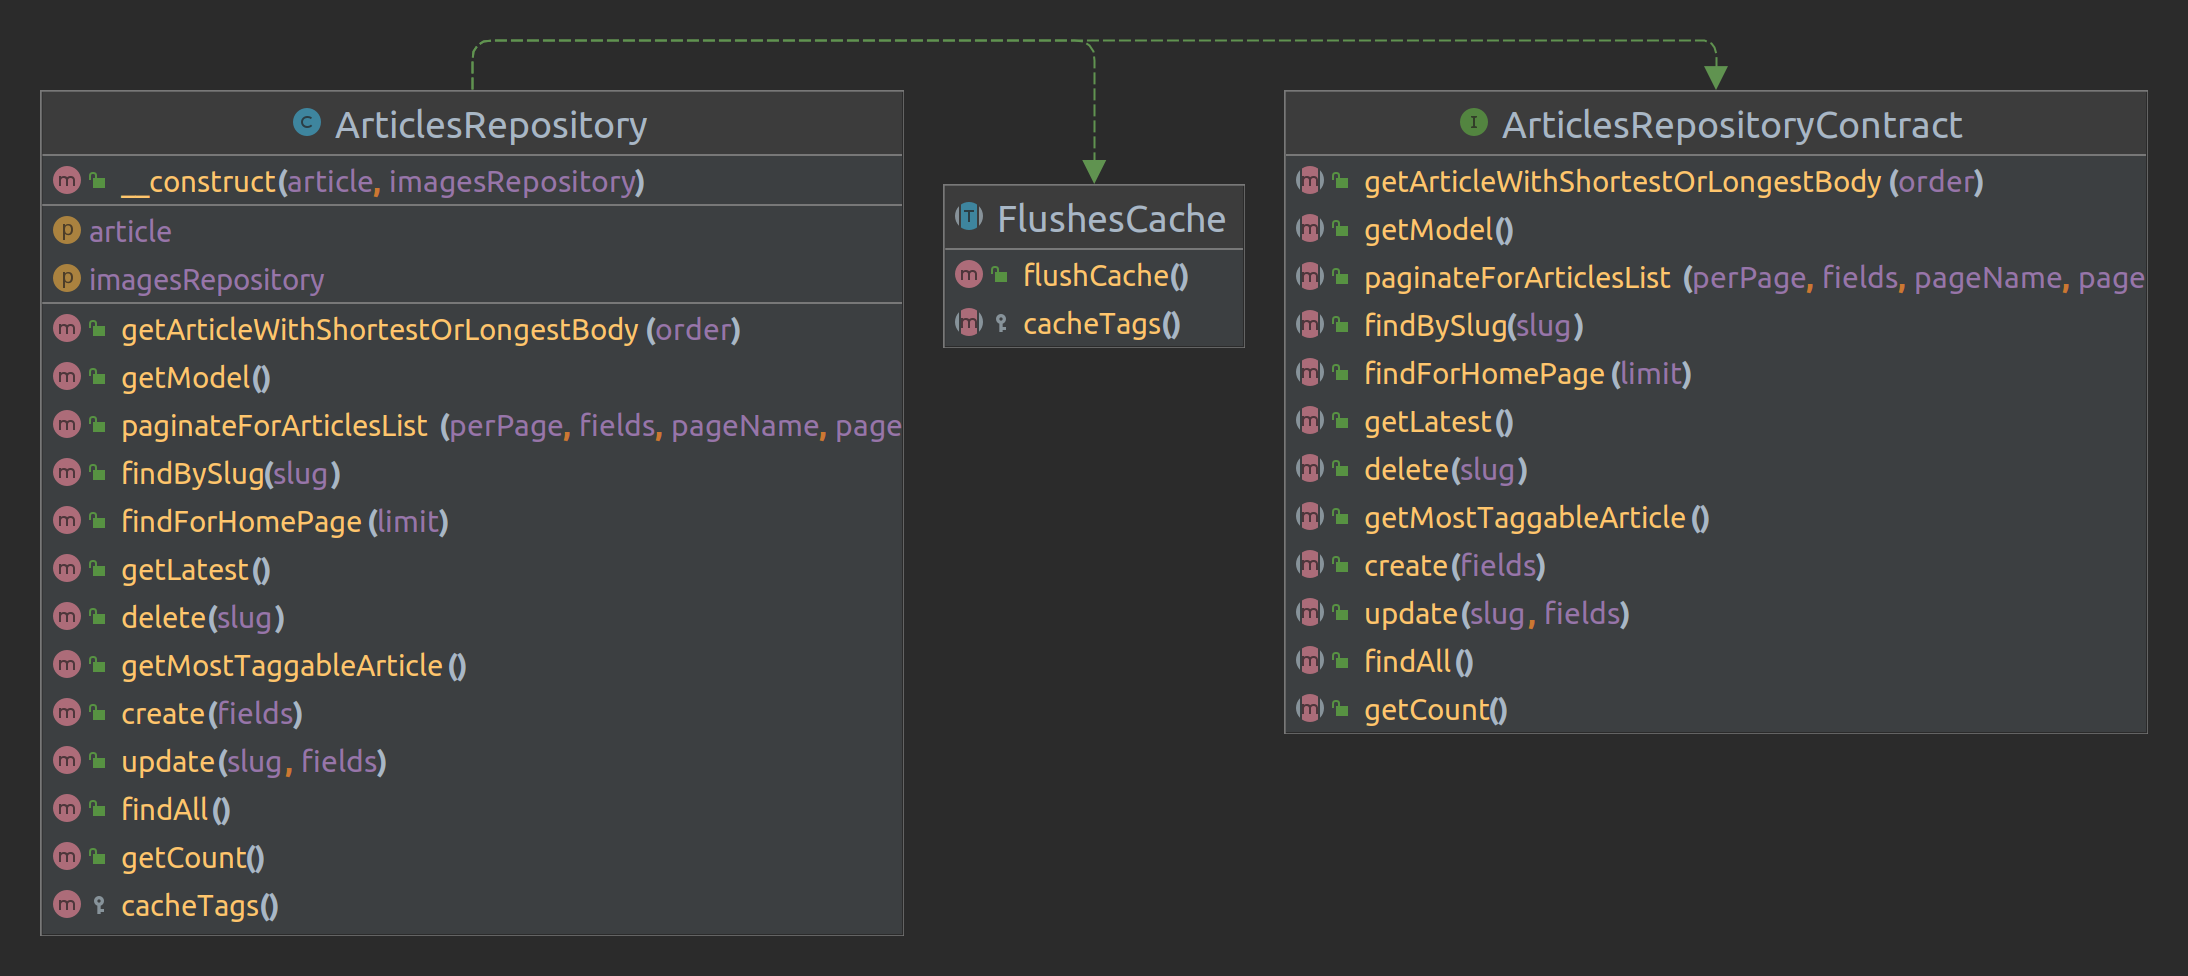 ArticlesRepository
__construct(article, imagesRepository)
article
imagesRepository
getArticleWithShortestOrLongestBody (order)
getModel()
paginateForArticlesList (perPage, fields, pageName, page
findBySlug(slug)
findForHomePage (limit)
getLatest()
delete(slug)
getMostTaggableArticle ()
create(fields)
update(slug, fields)
findAll()
getCount()
cacheTags()
FlushesCache
flushCache()
cacheTags()
ArticlesRepositoryContract
getArticleWithShortestOrLongestBody (order)
getModel()
paginateForArticlesList (perPage, fields, pageName, page
findBySlug(slug)
findForHomePage (limit)
getLatest()
delete(slug)
getMostTaggableArticle ()
create(fields)
update(slug, fields)
findAll()
getCount()